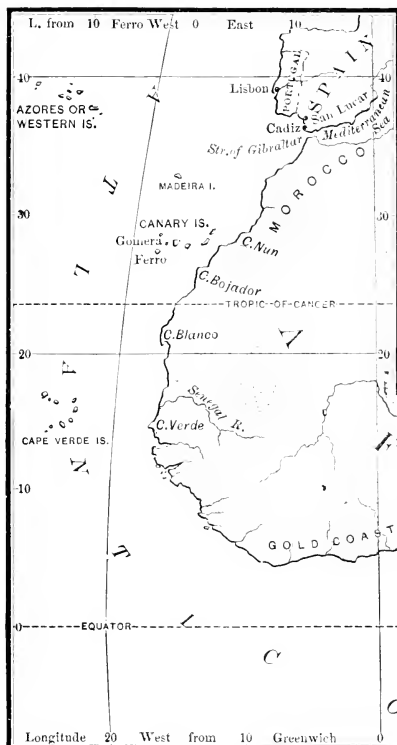 L. from 10 Ferro West 0 East 10
40 40
Lisbon
PORTUGAL
SPAIN
AZORES OR
WESTERN IS.
San Lucar
Cadiz
Mediterranean
Sea
Str. of Gibraltar
MADEIRA I.
MOROCCO
30 30
CANARY IS.
Gomera
Ferro
C. Nun
C. Bojador
TROPIC OF CANCER
C. Blanco
20 20
Senegal R.
C. Verde
CAPE VERDE IS.
10
GOLD COAST
0 EQUATOR
A T L A N T I C
A F
O C
Longitude 20 West from 10 Greenwich 0